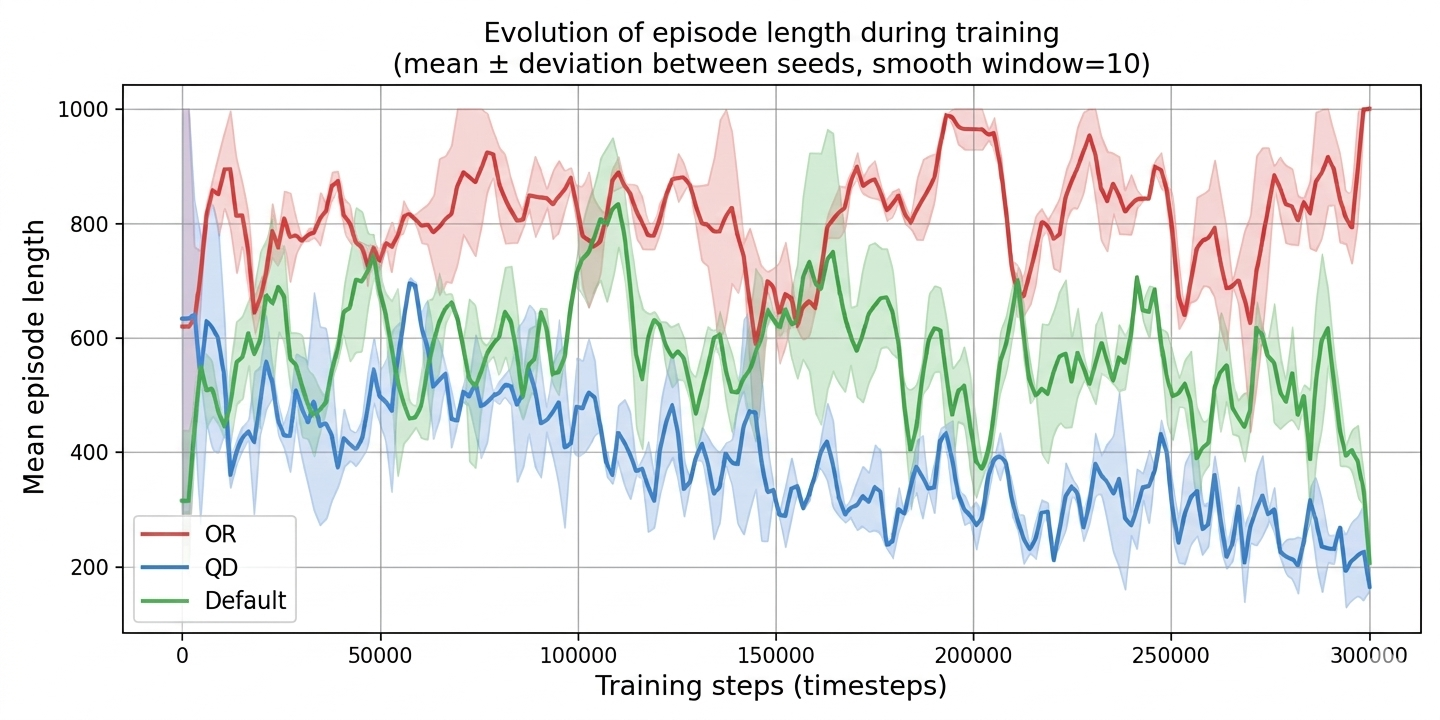 Evolution of episode length during training
(mean ± deviation between seeds, smooth window=10)
Mean episode length
1000
800
600
400
200
OR
QD
Default
0 50000 100000 150000 200000 250000 300000
Training steps (timesteps)